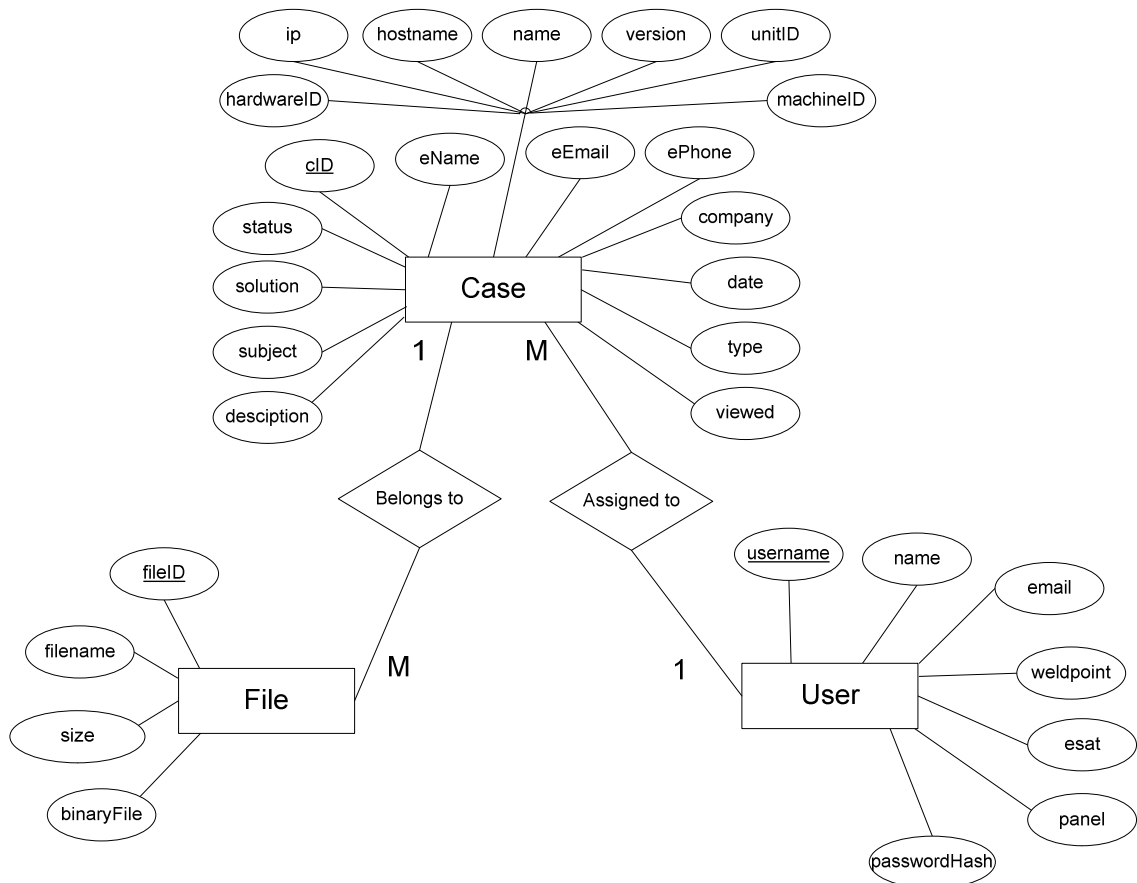 ip
hostname
name
version
unitID
hardwareID
machineID
cID
eName
eEmail
ePhone
status
company
solution
Case
date
subject
1
M
type
desciption
viewed
Belongs to
Assigned to
username
name
fileID
email
filename
M
1
weldpoint
File
User
size
esat
binaryFile
panel
passwordHash